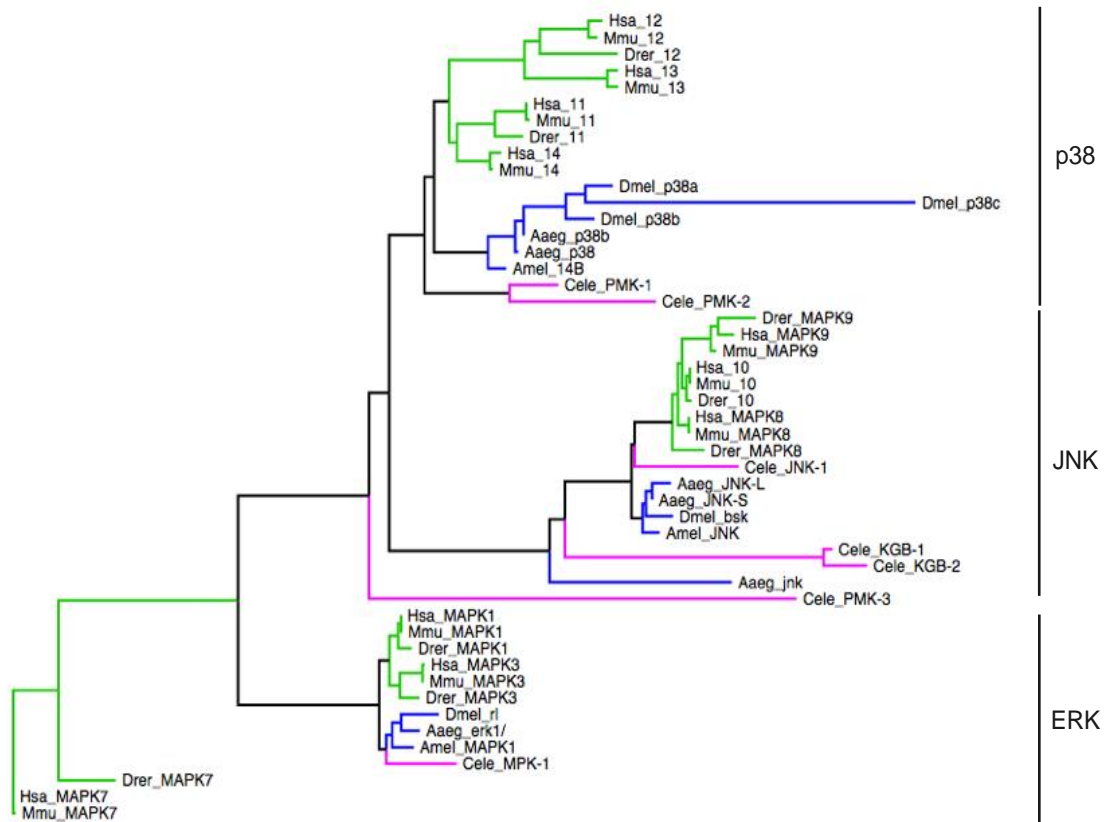 Hsa_12
Mmu_12
Drer_12
Hsa_13
Mmu_13
Hsa_11
Mmu_11
Drer_11
Hsa_14
Mmu_14
Dmel_p38a
Dmel_p38c
Dmel_p38b
Aaeg_p38b
Aaeg_p38
Amel_14B
Cele_PMK-1
Cele_PMK-2
p38
Drer_MAPK9
Hsa_MAPK9
Mmu_MAPK9
Hsa_10
Mmu_10
Drer_10
Hsa_MAPK8
Mmu_MAPK8
Drer_MAPK8
Cele_JNK-1
Aaeg_JNK-L
Aaeg_JNK-S
Dmel_bsk
Amel_JNK
Cele_KGB-1
Cele_KGB-2
Aaeg_jnk
Cele_PMK-3
JNK
Hsa_MAPK1
Mmu_MAPK1
Drer_MAPK1
Hsa_MAPK3
Mmu_MAPK3
Drer_MAPK3
Dmel_rl
Aaeg_erk1/
Amel_MAPK1
Cele_MPK-1
Drer_MAPK7
Hsa_MAPK7
Mmu_MAPK7
ERK